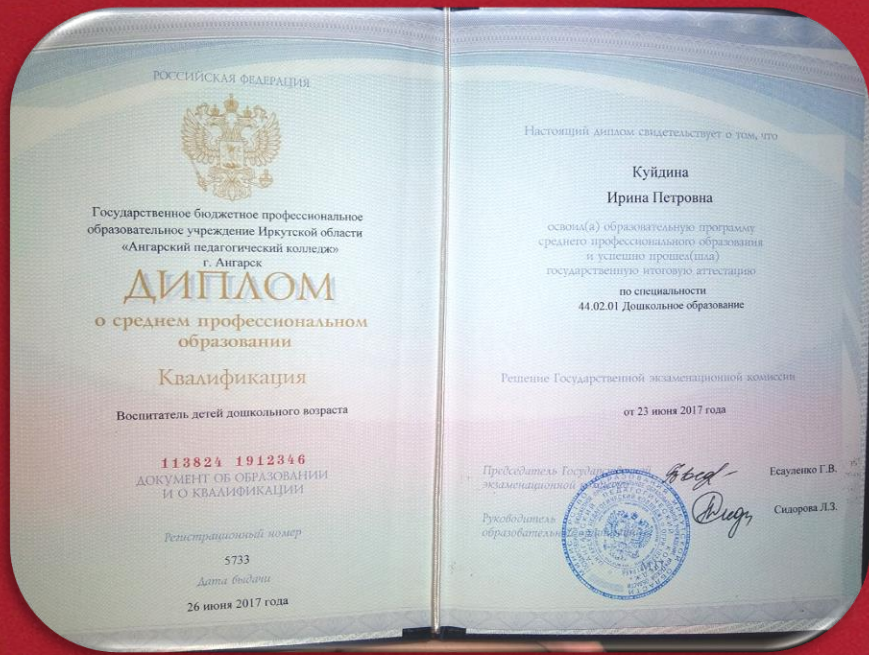 РОССИЙСКАЯ ФЕДЕРАЦИЯ
Государственное бюджетное профессиональное
образовательное учреждение Иркутской области
«Ангарский педагогический колледж»
г. Ангарск
ДИПЛОМ
о среднем профессиональном
образовании
Квалификация
Воспитатель детей дошкольного возраста
113824 1912346
ДОКУМЕНТ ОБ ОБРАЗОВАНИИ
И О КВАЛИФИКАЦИИ
Регистрационный номер
5733
Дата выдачи
26 июня 2017 года
Настоящий диплом свидетельствует о том, что
Куйдина
Ирина Петровна
освоил(а) образовательную программу
среднего профессионального образования
и успешно прошел(шла)
государственную итоговую аттестацию
по специальности
44.02.01 Дошкольное образование
Решение Государственной экзаменационной комиссии
от 23 июня 2017 года
Председатель
экзаменационной
Есауленко Г.В.
Руководитель
Сидорова Л.З.